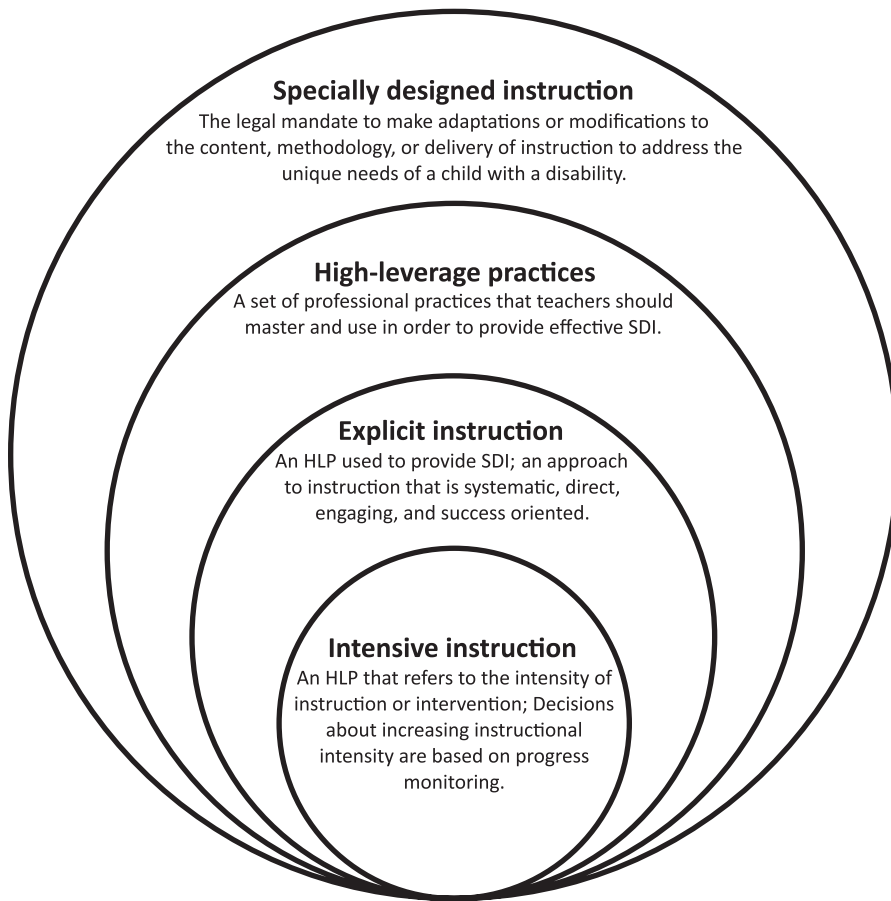 Specially designed instruction
The legal mandate to make adaptations or modifications to
the content, methodology, or delivery of instruction to address the
unique needs of a child with a disability.
High-leverage practices
A set of professional practices that teachers should
master and use in order to provide effective SDI.
Explicit instruction
An HLP used to provide SDI; an approach
to instruction that is systematic, direct,
engaging, and success oriented.
Intensive instruction
An HLP that refers to the intensity of
instruction or intervention; Decisions
about increasing instructional
intensity are based on progress
monitoring.